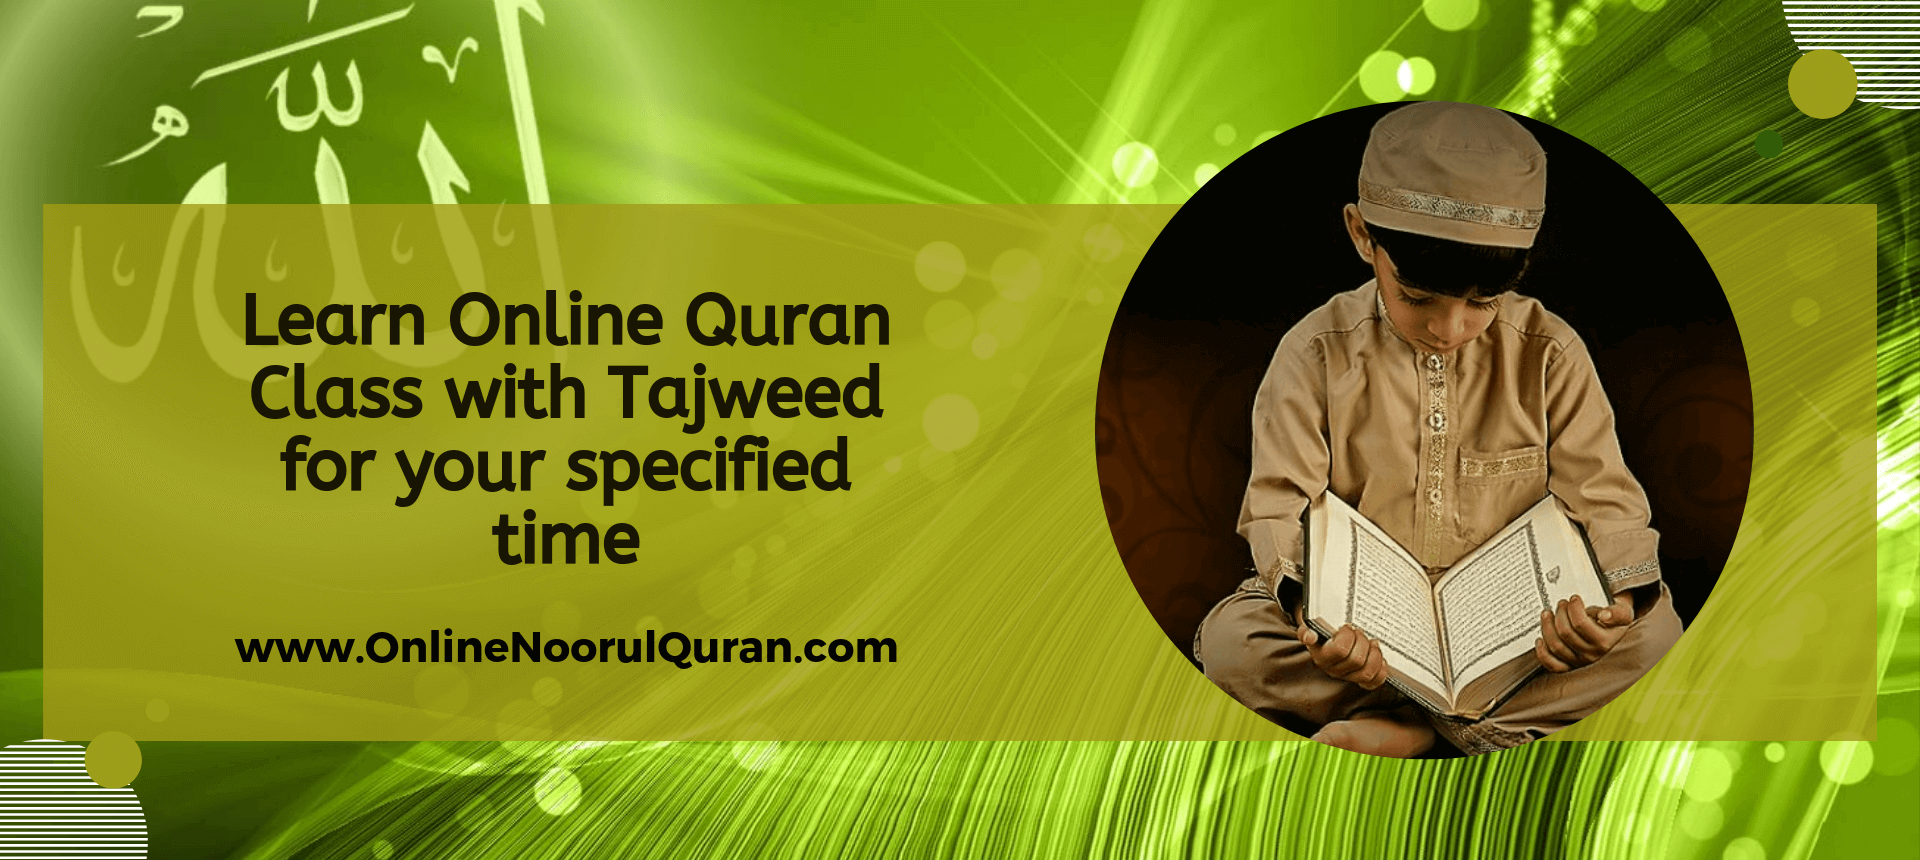 الله
Learn Online Quran
Class with Tajweed
for your specified
time
www.OnlineNoorulQuran.com